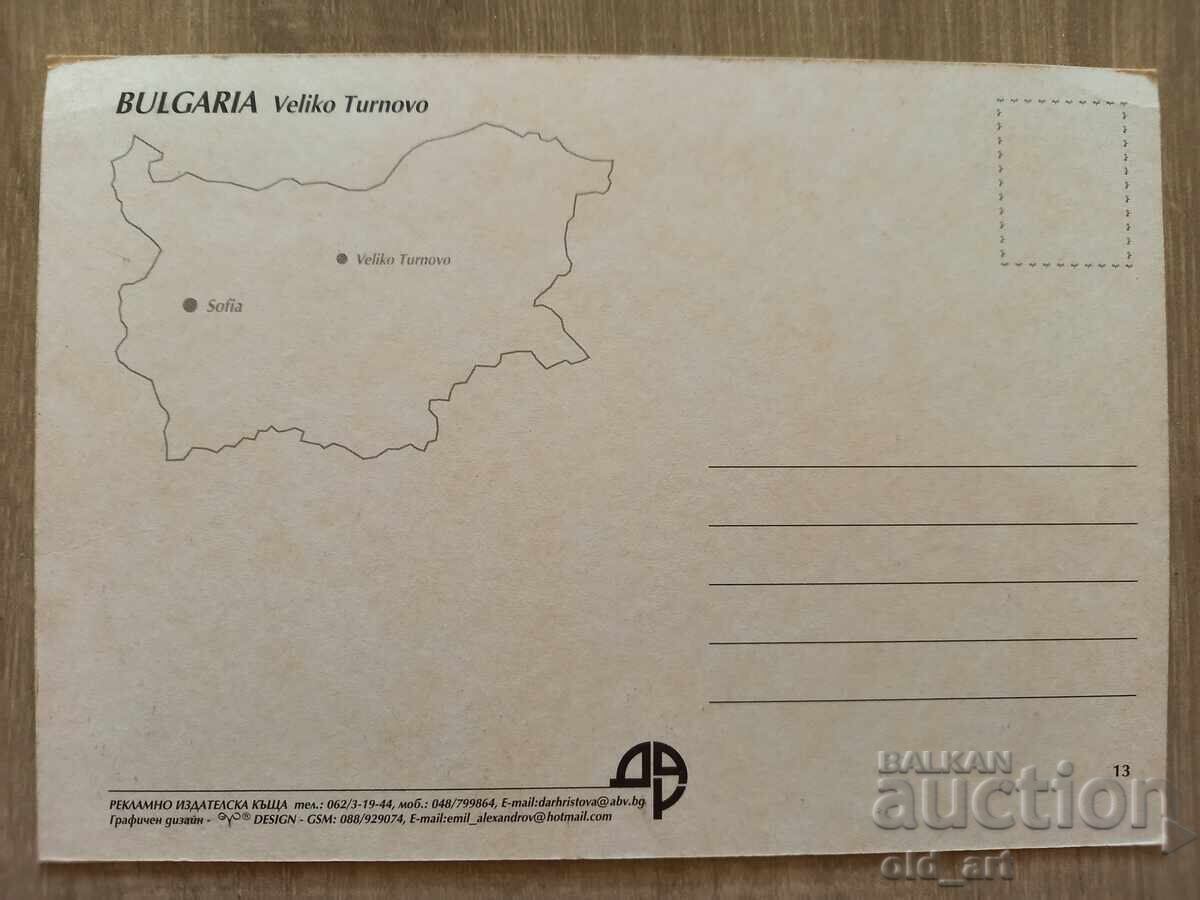 BULGARIA Veliko Turnovo
Veliko Turnovo
Sofia
ДАР
13
РЕКЛАМНО ИЗДАТЕЛСКА КЪЩА тел.: 062/3-19-44, моб.: 048/799864, E-mail:darhristova@abv.bg
Графичен дизайн - ® DESIGN - GSM: 088/929074, E-mail:emil_alexandrov@hotmail.com
BALKAN
auction
old_art